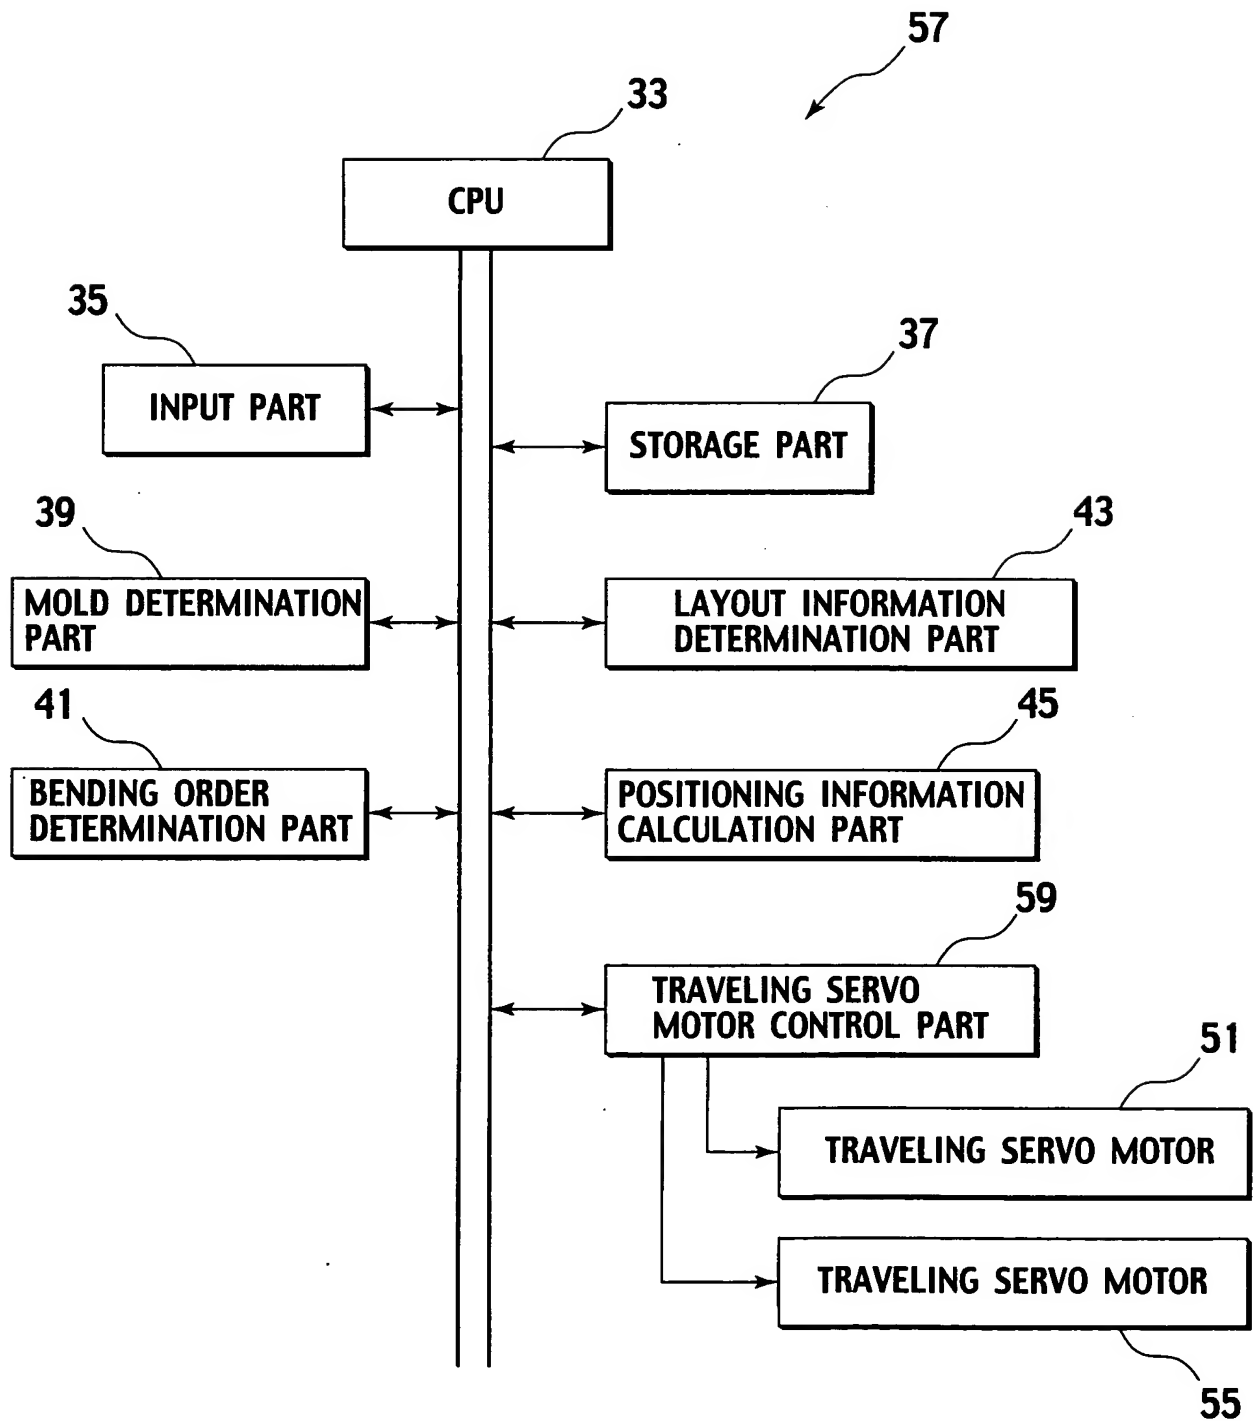 57
33
CPU
35
INPUT PART
37
STORAGE PART
39
MOLD DETERMINATION
PART
43
LAYOUT INFORMATION
DETERMINATION PART
41
BENDING ORDER
DETERMINATION PART
45
POSITIONING INFORMATION
CALCULATION PART
59
TRAVELING SERVO
MOTOR CONTROL PART
51
TRAVELING SERVO MOTOR
TRAVELING SERVO MOTOR
55